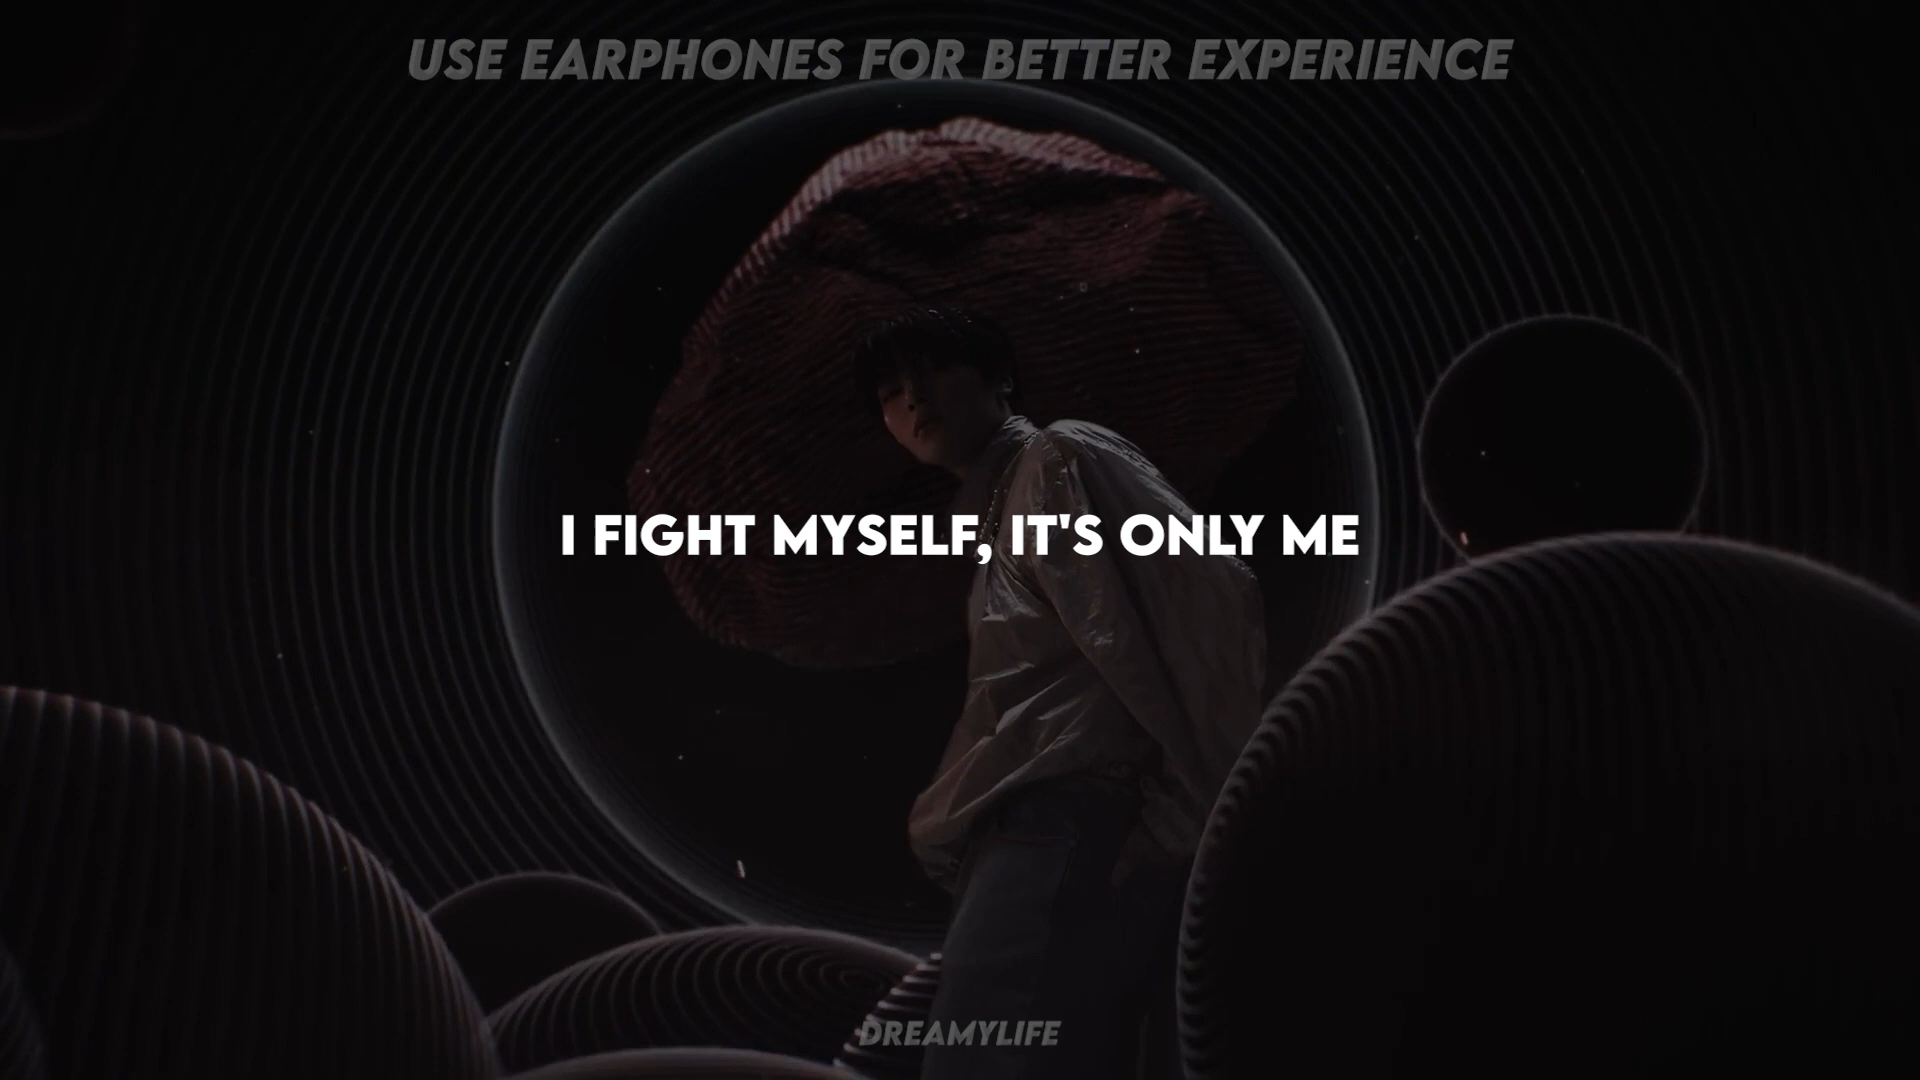 USE EARPHONES FOR BETTER EXPERIENCE
I FIGHT MYSELF, IT'S ONLY ME
DREAMYLIFE